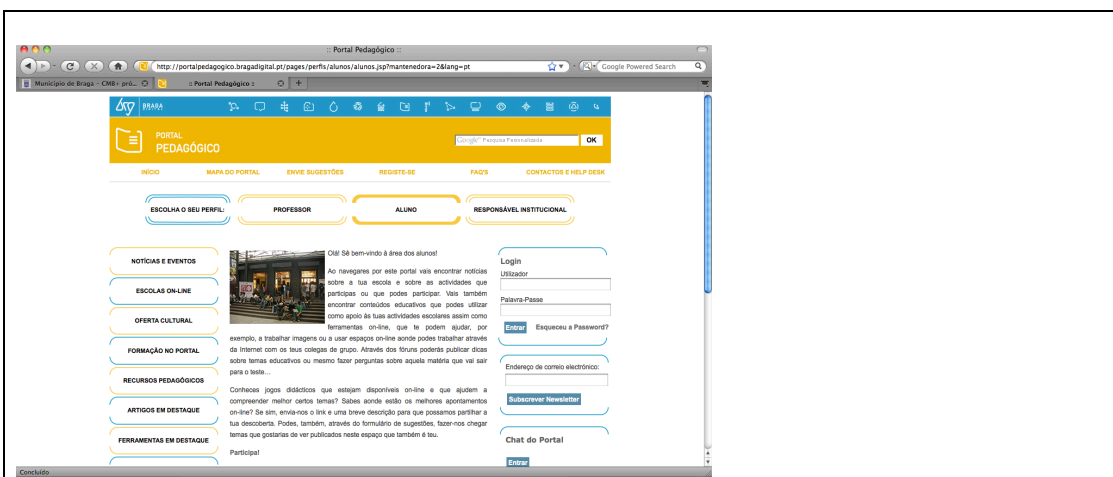 :: Portal Pedagógico ::
http://portalpedagogico.bragadigital.pt/pages/perfis/alunos/alunos.jsp?mantenedora=2&lang=pt
Google Powered Search
Município de Braga - CMB+ pró...
:: Portal Pedagógico ::
BRAGA
PORTAL
PEDAGÓGICO
Google™ Pesquisa Personalizada
OK
INÍCIO
MAPA DO PORTAL
ENVIE SUGESTÕES
REGISTE-SE
FAQ'S
CONTACTOS E HELP DESK
ESCOLHA O SEU PERFIL:
PROFESSOR
ALUNO
RESPONSÁVEL INSTITUCIONAL
NOTÍCIAS E EVENTOS
ESCOLAS ON-LINE
OFERTA CULTURAL
FORMAÇÃO NO PORTAL
RECURSOS PEDAGÓGICOS
ARTIGOS EM DESTAQUE
FERRAMENTAS EM DESTAQUE
Olá! Sê bem-vindo à área dos alunos!
Ao navegares por este portal vais encontrar notícias
sobre a tua escola e sobre as actividades que
participas ou que podes participar. Vais também
encontrar conteúdos educativos que podes utilizar
como apoio às tuas actividades escolares assim como
ferramentas on-line, que te podem ajudar, por
exemplo, a trabalhar imagens ou a usar espaços on-line aonde podes trabalhar através
da Internet com os teus colegas de grupo. Através dos fóruns poderás publicar dicas
sobre temas educativos ou mesmo fazer perguntas sobre aquela matéria que vai sair
para o teste...
Conheces jogos didácticos que estejam disponíveis on-line e que ajudem a
compreender melhor certos temas? Sabes aonde estão os melhores apontamentos
on-line? Se sim, envia-nos o link e uma breve descrição para que possamos partilhar a
tua descoberta. Podes, também, através do formulário de sugestões, fazer-nos chegar
temas que gostarias de ver publicados neste espaço que também é teu.
Participa!
Login
Utilizador
Palavra-Passe
Entrar
Esqueceu a Password?
Endereço de correio electrónico:
Subscrever Newsletter
Chat do Portal
Entrar
Concluído